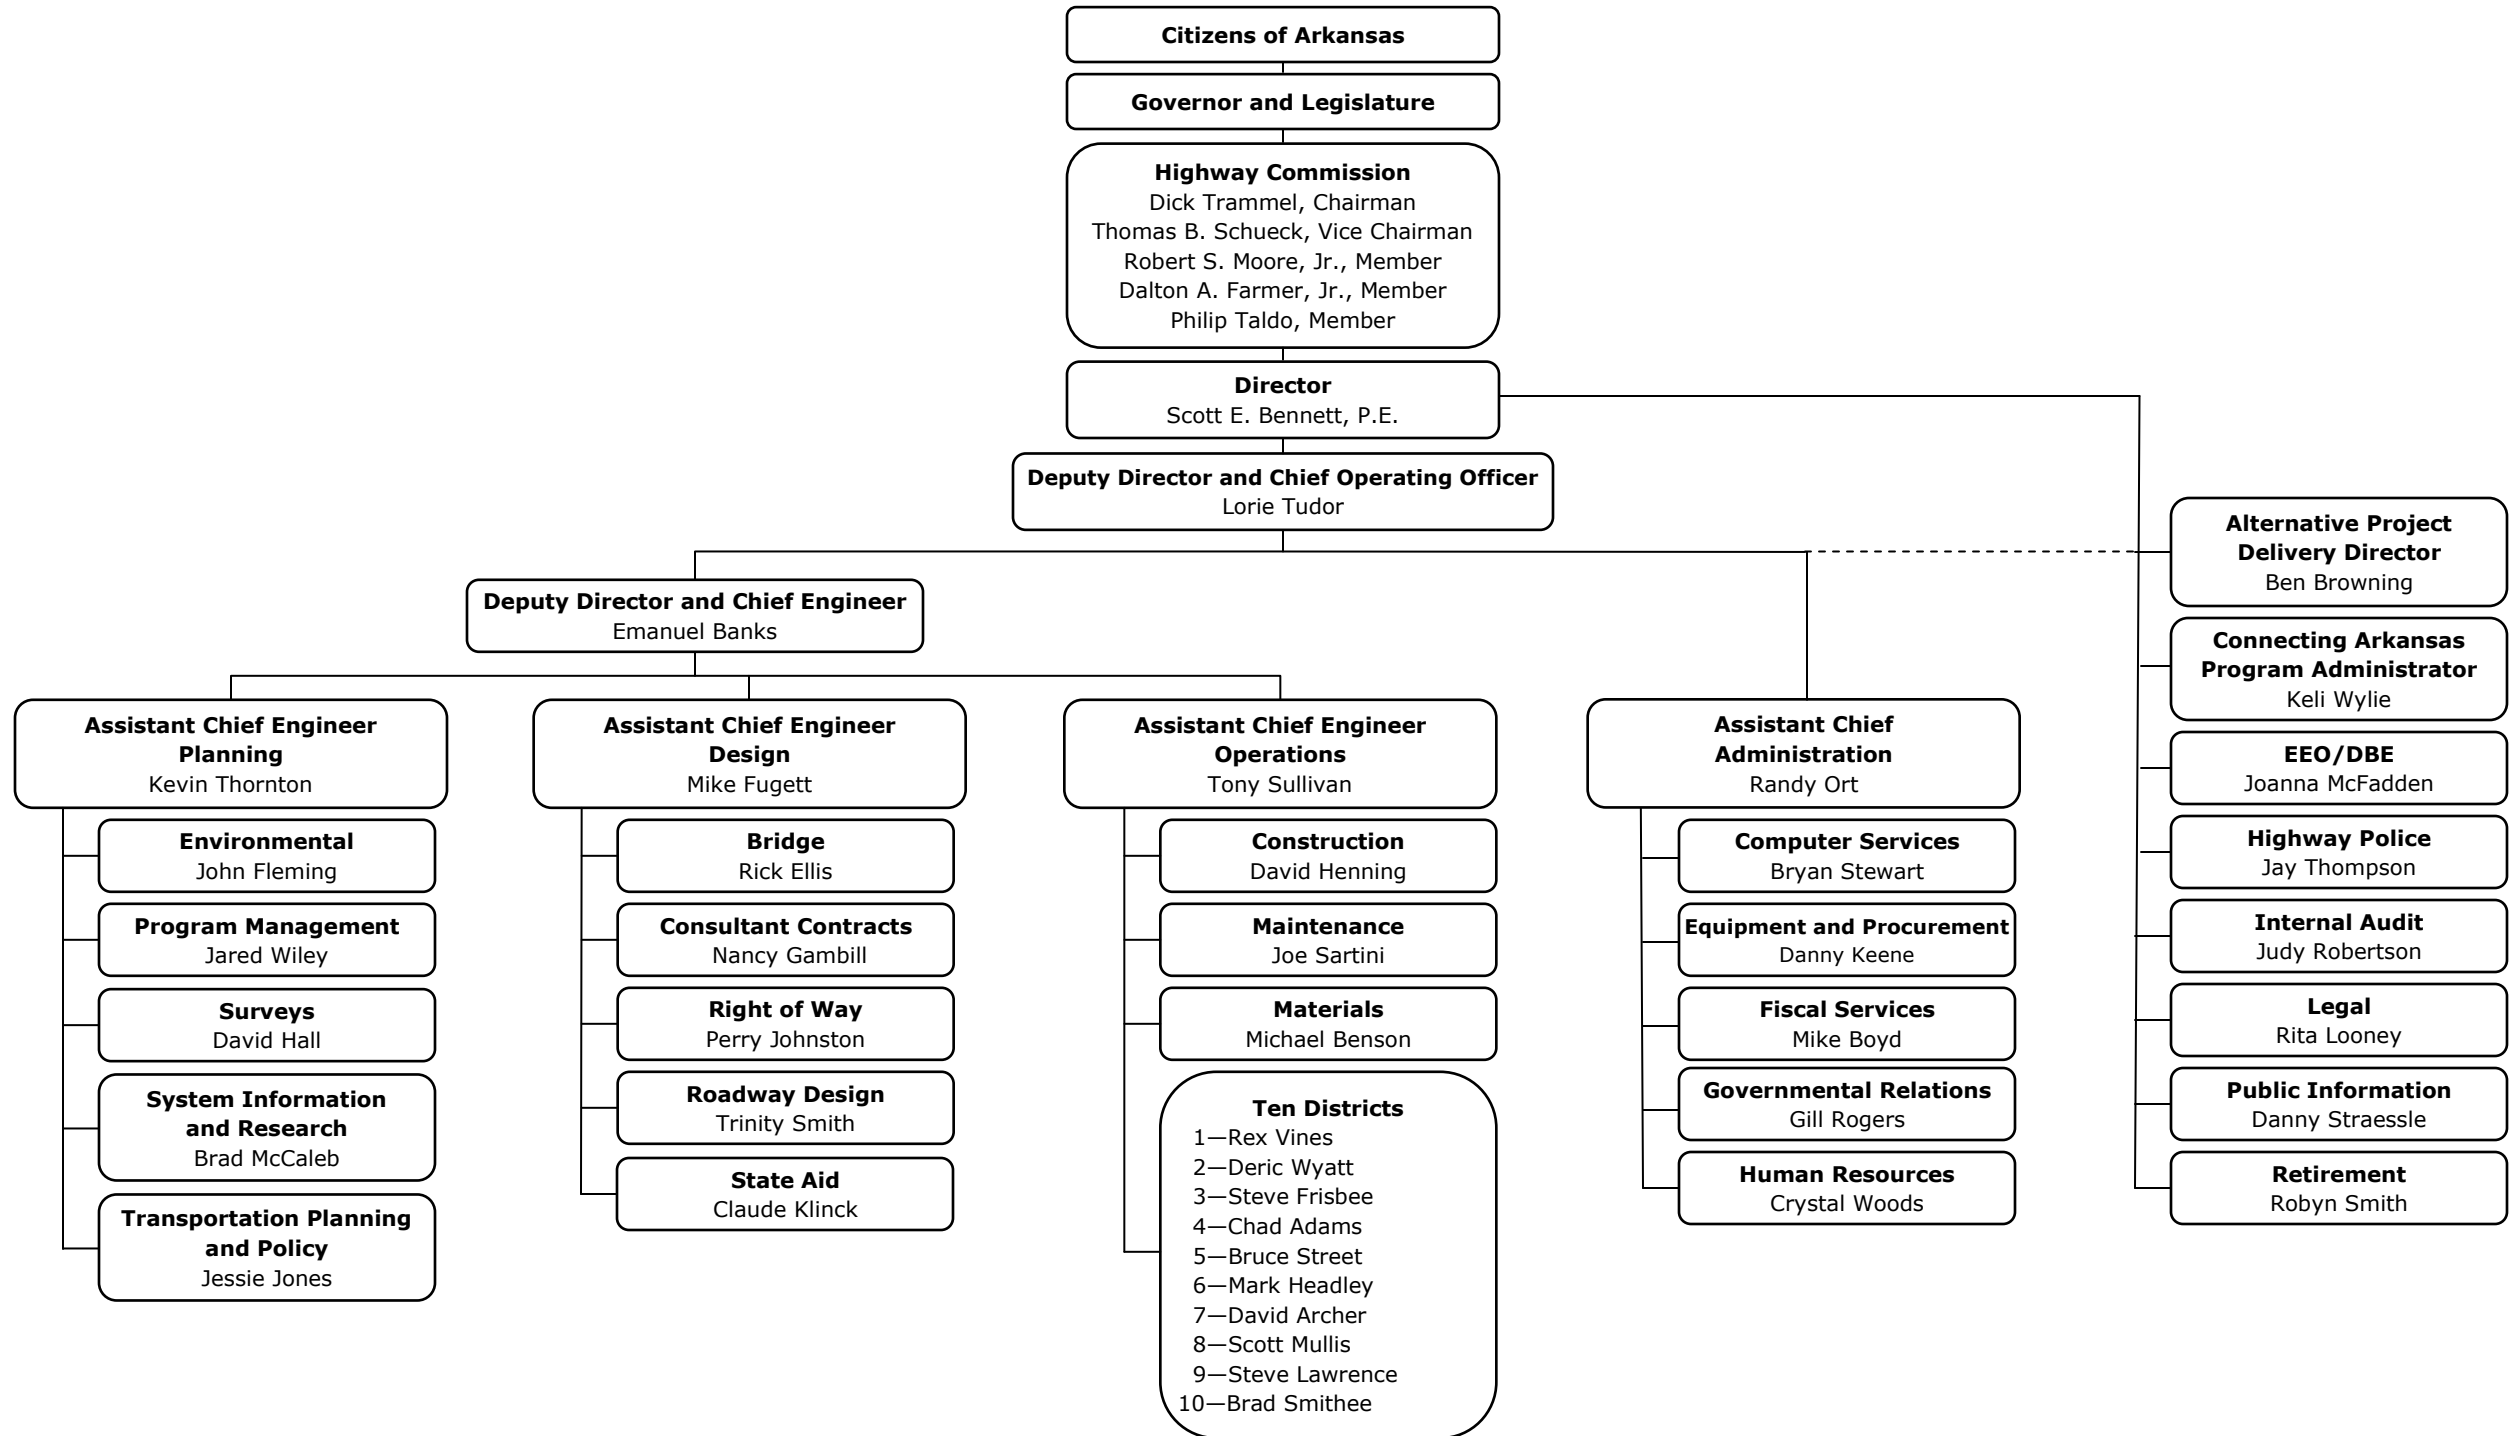 Citizens of Arkansas
Governor and Legislature
Highway Commission
Dick Trammel, Chairman
Thomas B. Schueck, Vice Chairman
Robert S. Moore, Jr., Member
Dalton A. Farmer, Jr., Member
Philip Taldo, Member
Director
Scott E. Bennett, P.E.
Deputy Director and Chief Operating Officer
Lorie Tudor
Deputy Director and Chief Engineer
Emanuel Banks
Assistant Chief Engineer
Planning
Kevin Thornton
Environmental
John Fleming
Program Management
Jared Wiley
Surveys
David Hall
System Information
and Research
Brad McCaleb
Transportation Planning
and Policy
Jessie Jones
Assistant Chief Engineer
Design
Mike Fugett
Bridge
Rick Ellis
Consultant Contracts
Nancy Gambill
Right of Way
Perry Johnston
Roadway Design
Trinity Smith
State Aid
Claude Klinck
Assistant Chief Engineer
Operations
Tony Sullivan
Construction
David Henning
Maintenance
Joe Sartini
Materials
Michael Benson
Ten Districts
1—Rex Vines
2—Deric Wyatt
3—Steve Frisbee
4—Chad Adams
5—Bruce Street
6—Mark Headley
7—David Archer
8—Scott Mullis
9—Steve Lawrence
10—Brad Smithee
Assistant Chief
Administration
Randy Ort
Computer Services
Bryan Stewart
Equipment and Procurement
Danny Keene
Fiscal Services
Mike Boyd
Governmental Relations
Gill Rogers
Human Resources
Crystal Woods
Alternative Project
Delivery Director
Ben Browning
Connecting Arkansas
Program Administrator
Keli Wylie
EEO/DBE
Joanna McFadden
Highway Police
Jay Thompson
Internal Audit
Judy Robertson
Legal
Rita Looney
Public Information
Danny Straessle
Retirement
Robyn Smith